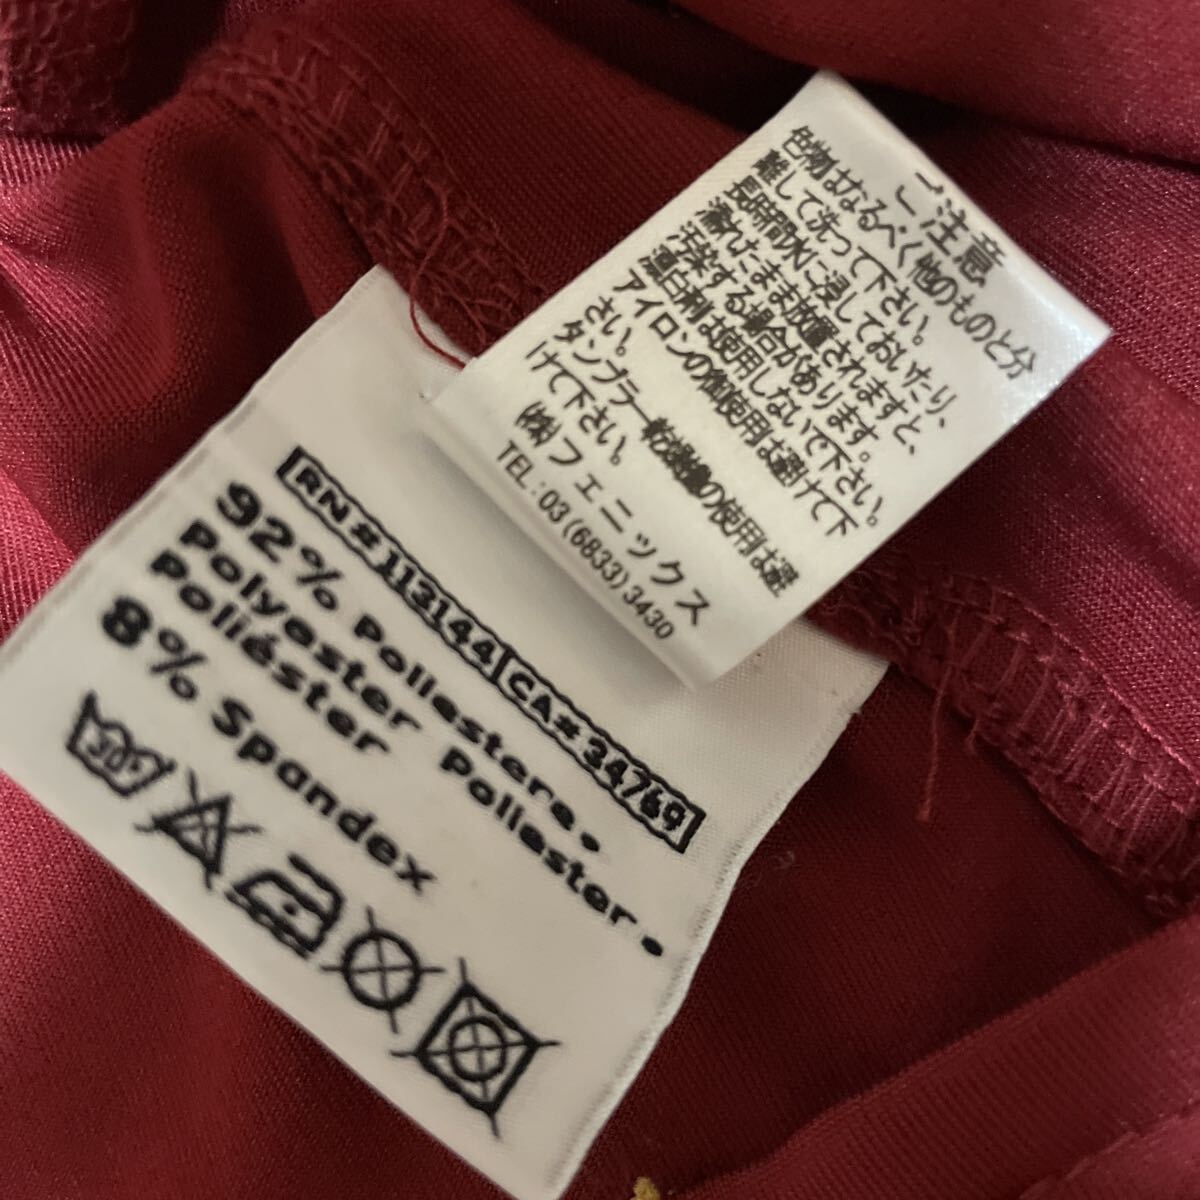 ご注意
色物はなるべく他のものと分
離して洗って下さい。
長時間水に浸しておいたり、
濡れたまま放置されますと、
汚染する場合があります。
漂白剤は使用しないで下さい。
アイロンの使用は避けて下
さい。
タンブラー乾燥機の使用は避
けて下さい。
(株)フェニックス
TEL:03(6833)3430
RN#113144 CA#34769
92% Poliestere.
Polyester Poliester.
Poliéster
8% Spandex
30